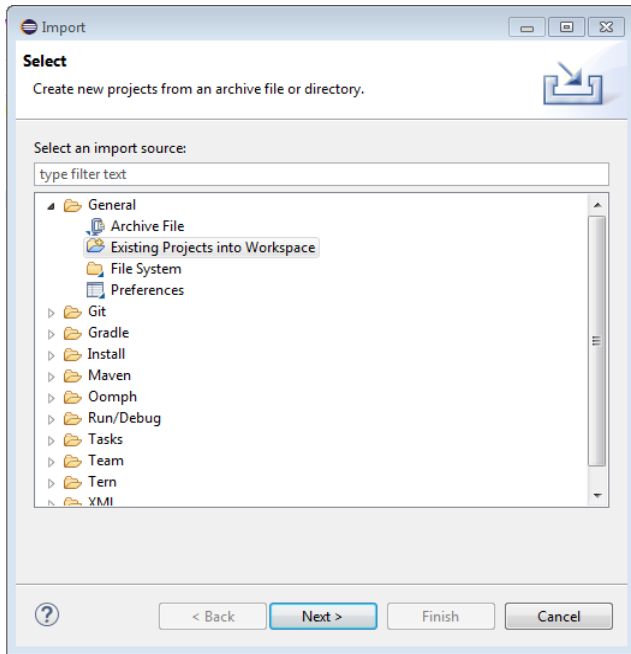 Import
Select
Create new projects from an archive file or directory.
Select an import source:
type filter text
General
Archive File
Existing Projects into Workspace
File System
Preferences
Git
Gradle
Install
Maven
Oomph
Run/Debug
Tasks
Team
Tern
XML
?
< Back
Next >
Finish
Cancel